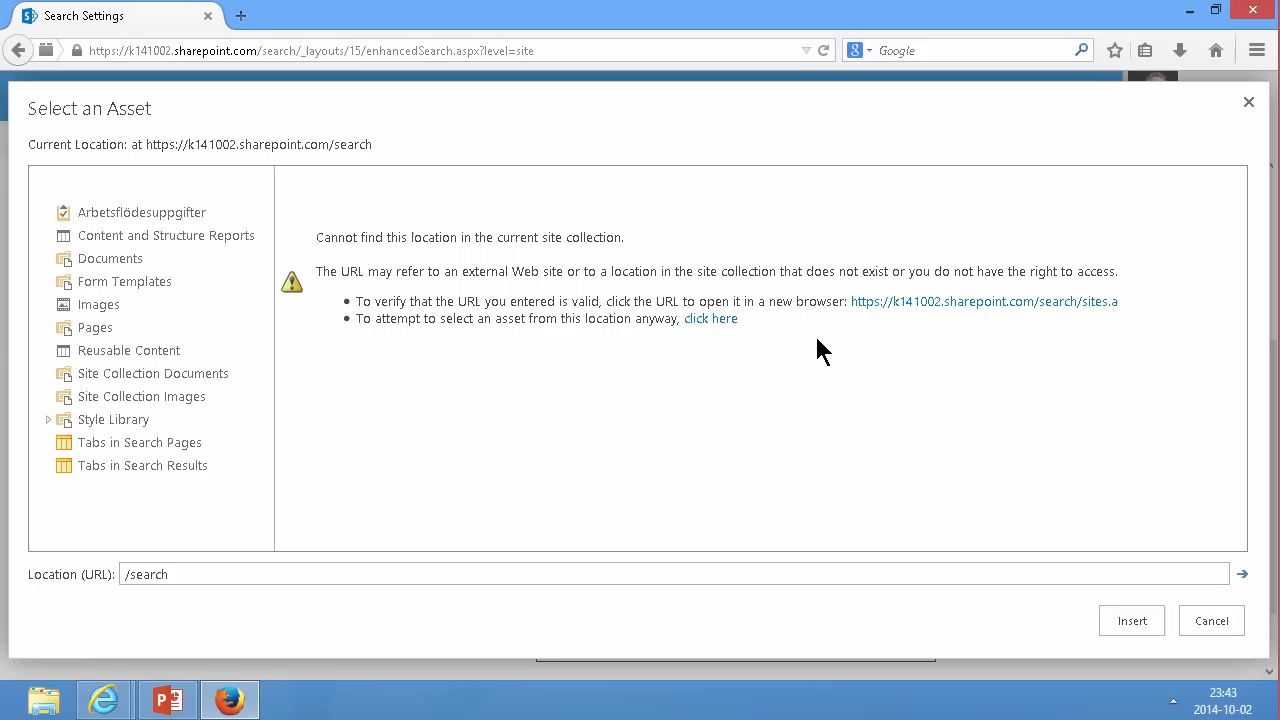 Search Settings
https://k141002.sharepoint.com/search/_layouts/15/enhancedSearch.aspx?level=site
Google
Select an Asset
Current Location: at https://k141002.sharepoint.com/search
Arbetsflödesuppgifter
Content and Structure Reports
Documents
Form Templates
Images
Pages
Reusable Content
Site Collection Documents
Site Collection Images
Style Library
Tabs in Search Pages
Tabs in Search Results
Cannot find this location in the current site collection.
The URL may refer to an external Web site or to a location in the site collection that does not exist or you do not have the right to access.
• To verify that the URL you entered is valid, click the URL to open it in a new browser: https://k141002.sharepoint.com/search/sites.a
• To attempt to select an asset from this location anyway, click here
Location (URL): /search
Insert
Cancel
23:43
2014-10-02